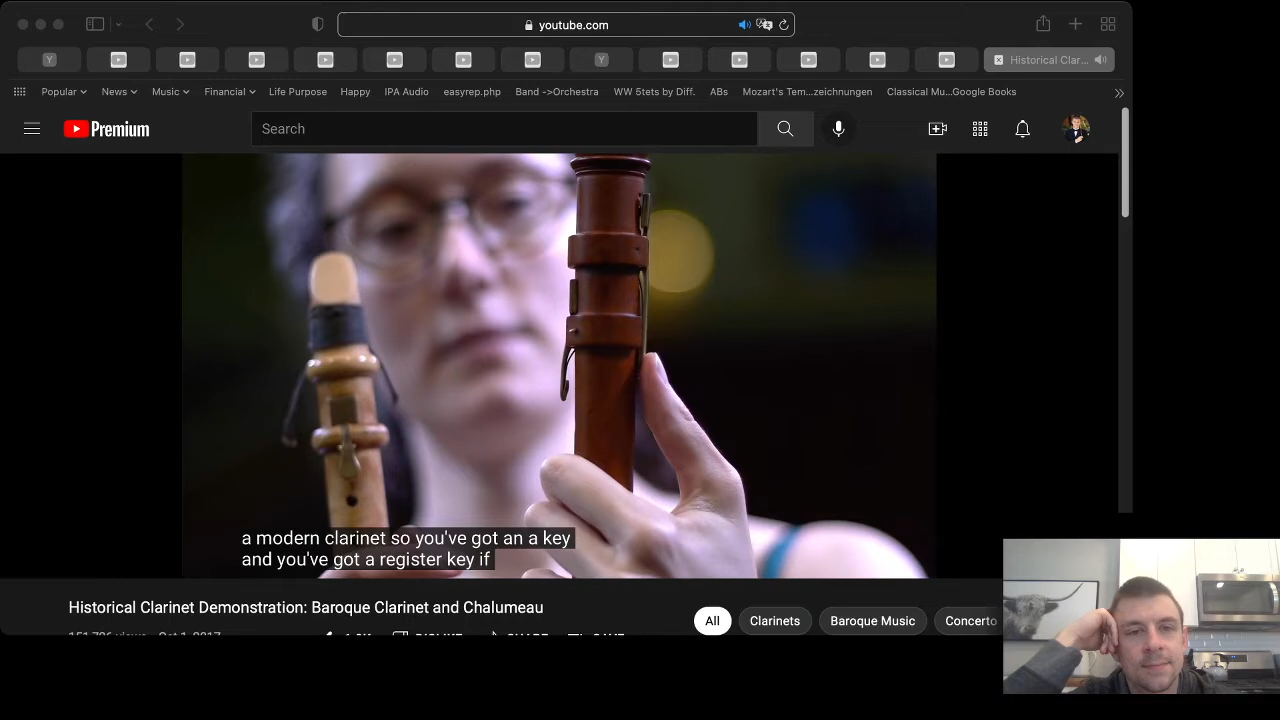 youtube.com
Historical Clar...
Popular
News
Music
Financial
Life Purpose
Happy
IPA Audio
easyrep.php
Band ->Orchestra
WW 5tets by Diff.
ABs
Mozart's Tem...zeichnungen
Classical Mu...Google Books
Premium
Search
a modern clarinet so you've got an a key
and you've got a register key if
Historical Clarinet Demonstration: Baroque Clarinet and Chalumeau
All
Clarinets
Baroque Music
Concerto
DISLIKE
SHARE
SAVE